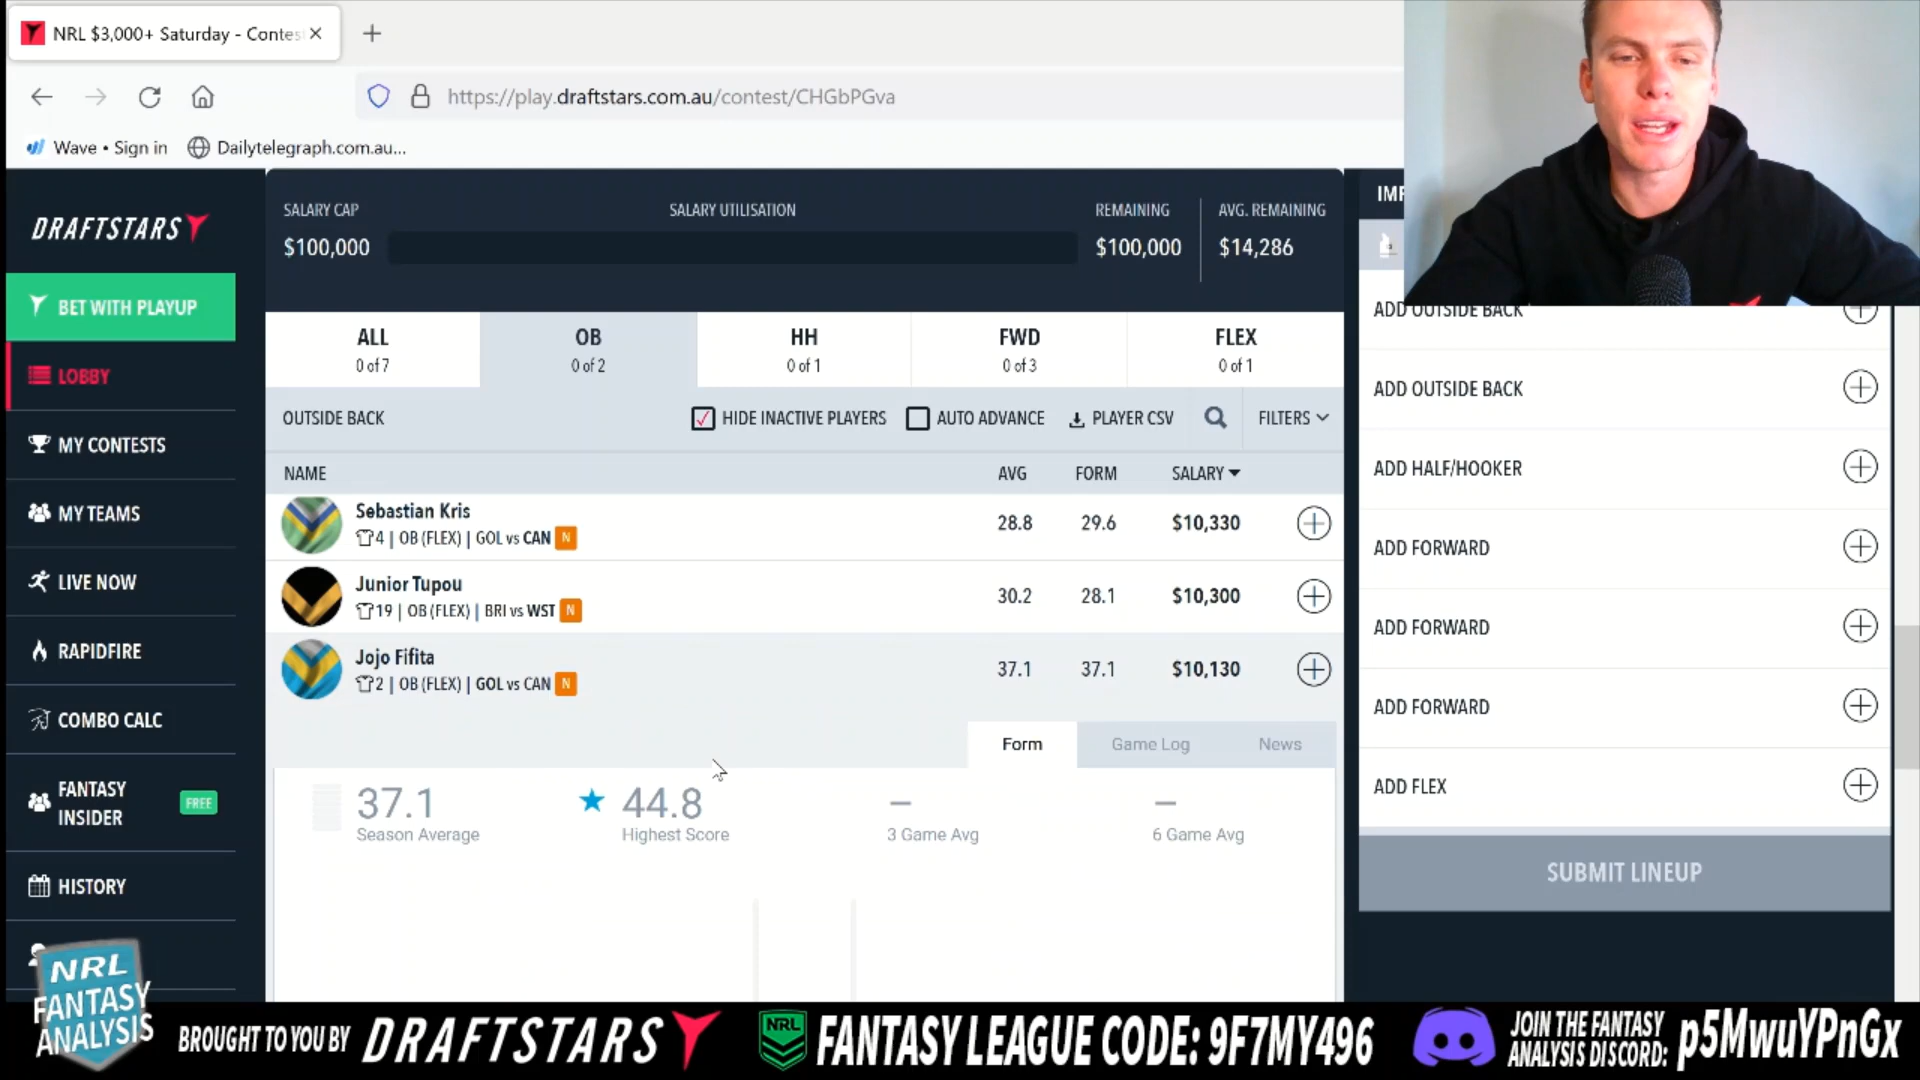 NRL $3,000+ Saturday - Contes
https://play.draftstars.com.au/contest/CHGbPGva
Wave • Sign in
Dailytelegraph.com.au...
DRAFTSTARS
BET WITH PLAYUP
LOBBY
MY CONTESTS
MY TEAMS
LIVE NOW
RAPIDFIRE
COMBO CALC
FANTASY
INSIDER
FREE
HISTORY
SALARY CAP
$100,000
SALARY UTILISATION
REMAINING
$100,000
AVG. REMAINING
$14,286
ALL
0 of 7
OB
0 of 2
HH
0 of 1
FWD
0 of 3
FLEX
0 of 1
OUTSIDE BACK
HIDE INACTIVE PLAYERS
AUTO ADVANCE
PLAYER CSV
FILTERS
NAME AVG FORM SALARY
Sebastian Kris
4 | OB (FLEX) | GOL vs CAN N
28.8 29.6 $10,330
Junior Tupou
19 | OB (FLEX) | BRI vs WST N
30.2 28.1 $10,300
Jojo Fifita
2 | OB (FLEX) | GOL vs CAN N
37.1 37.1 $10,130
Form Game Log News
37.1
Season Average
44.8
Highest Score
–
3 Game Avg
–
6 Game Avg
ADD OUTSIDE BACK
ADD OUTSIDE BACK
ADD HALF/HOOKER
ADD FORWARD
ADD FORWARD
ADD FORWARD
ADD FLEX
SUBMIT LINEUP
NRL
FANTASY
ANALYSIS
BROUGHT TO YOU BY
DRAFTSTARS
NRL
FANTASY LEAGUE CODE: 9F7MY496
JOIN THE FANTASY
ANALYSIS DISCORD:
p5MwuYPnGx